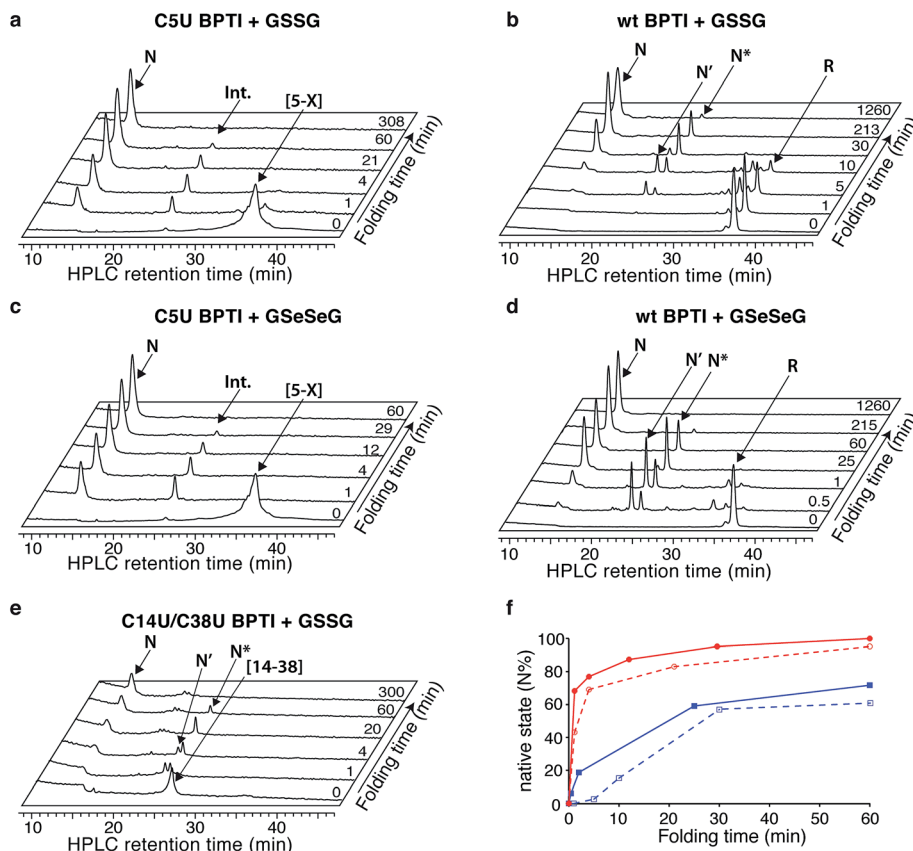 a
C5U BPTI + GSSG
N
Int.
[5-X]
308
60
21
4
1
0
Folding time (min)
10 20 30 40
HPLC retention time (min)
b
wt BPTI + GSSG
N
N′
N*
R
1260
213
30
10
5
1
0
Folding time (min)
10 20 30 40
HPLC retention time (min)
c
C5U BPTI + GSeSeG
N
Int.
[5-X]
60
29
12
4
1
0
Folding time (min)
10 20 30 40
HPLC retention time (min)
d
wt BPTI + GSeSeG
N
N′
N*
R
1260
215
60
25
1
0.5
0
Folding time (min)
10 20 30 40
HPLC retention time (min)
e
C14U/C38U BPTI + GSSG
N
N′
N*
[14-38]
300
60
20
4
1
0
Folding time (min)
10 20 30 40
HPLC retention time (min)
f
100
80
60
40
20
0
native state (N%)
0 10 20 30 40 50 60
Folding time (min)